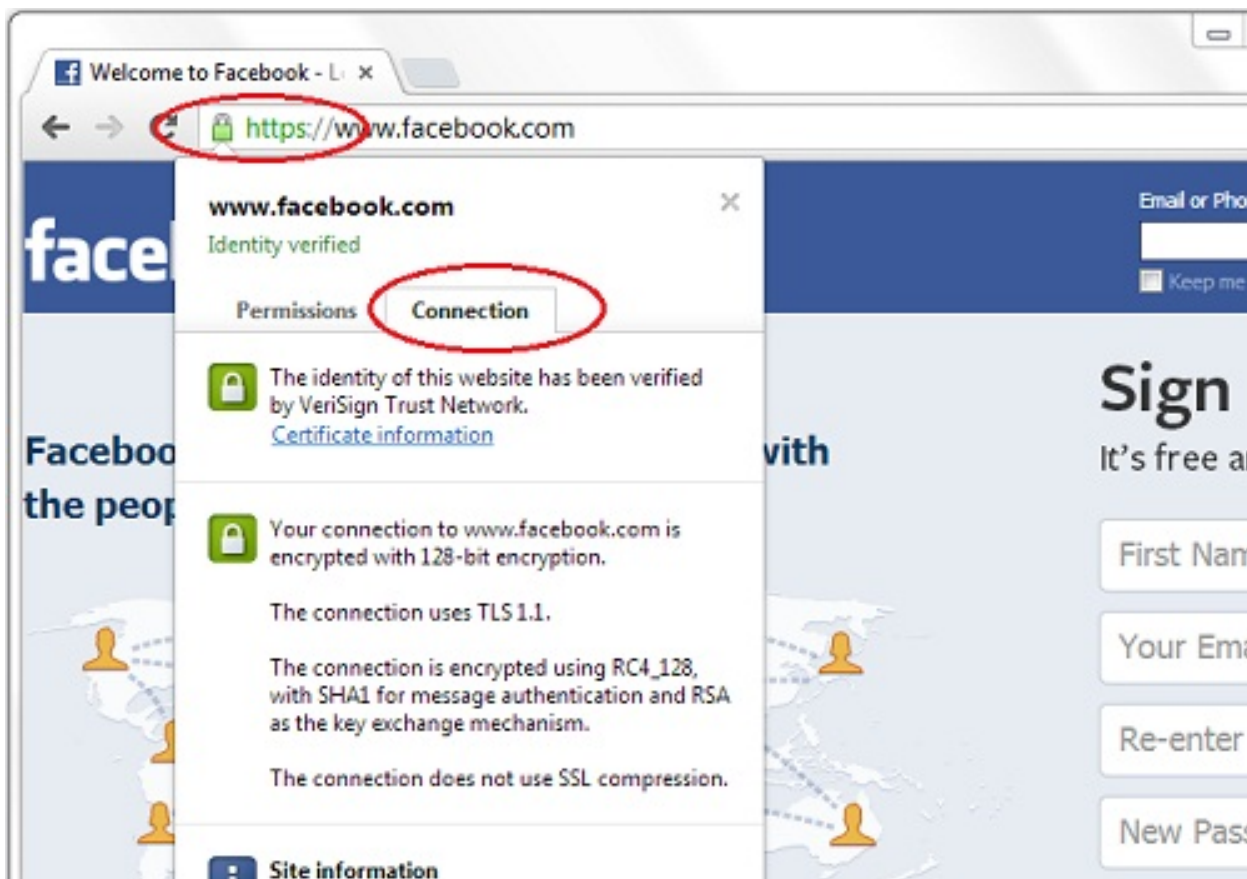 Welcome to Facebook - L
https://www.facebook.com
www.facebook.com
Identity verified
Permissions Connection
The identity of this website has been verified
by VeriSign Trust Network.
Certificate information
Your connection to www.facebook.com is
encrypted with 128-bit encryption.
The connection uses TLS 1.1.
The connection is encrypted using RC4_128,
with SHA1 for message authentication and RSA
as the key exchange mechanism.
The connection does not use SSL compression.
Site information
face
Faceboo with
the peop
Email or Pho
Keep me
Sign
It's free a
First Nam
Your Ema
Re-enter
New Pass